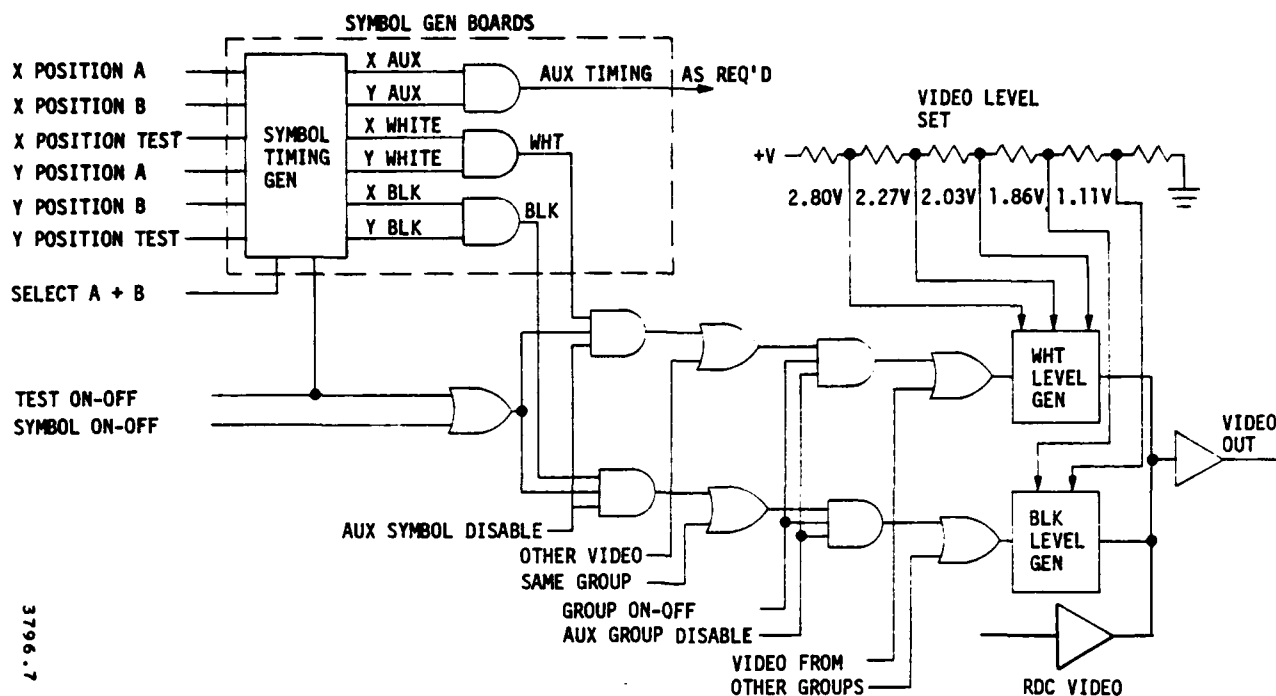 SYMBOL GEN BOARDS
X POSITION A
X POSITION B
X POSITION TEST
Y POSITION A
Y POSITION B
Y POSITION TEST
SELECT A + B
SYMBOL
TIMING
GEN
X AUX
Y AUX
X WHITE
Y WHITE
X BLK
Y BLK
AUX TIMING
AS REQ'D
WHT
BLK
VIDEO LEVEL
SET
+V
2.80V
2.27V
2.03V
1.86V
1.11V
TEST ON-OFF
SYMBOL ON-OFF
WHT
LEVEL
GEN
VIDEO
OUT
BLK
LEVEL
GEN
AUX SYMBOL DISABLE
OTHER VIDEO
SAME GROUP
GROUP ON-OFF
AUX GROUP DISABLE
VIDEO FROM
OTHER GROUPS
RDC VIDEO
3796.7